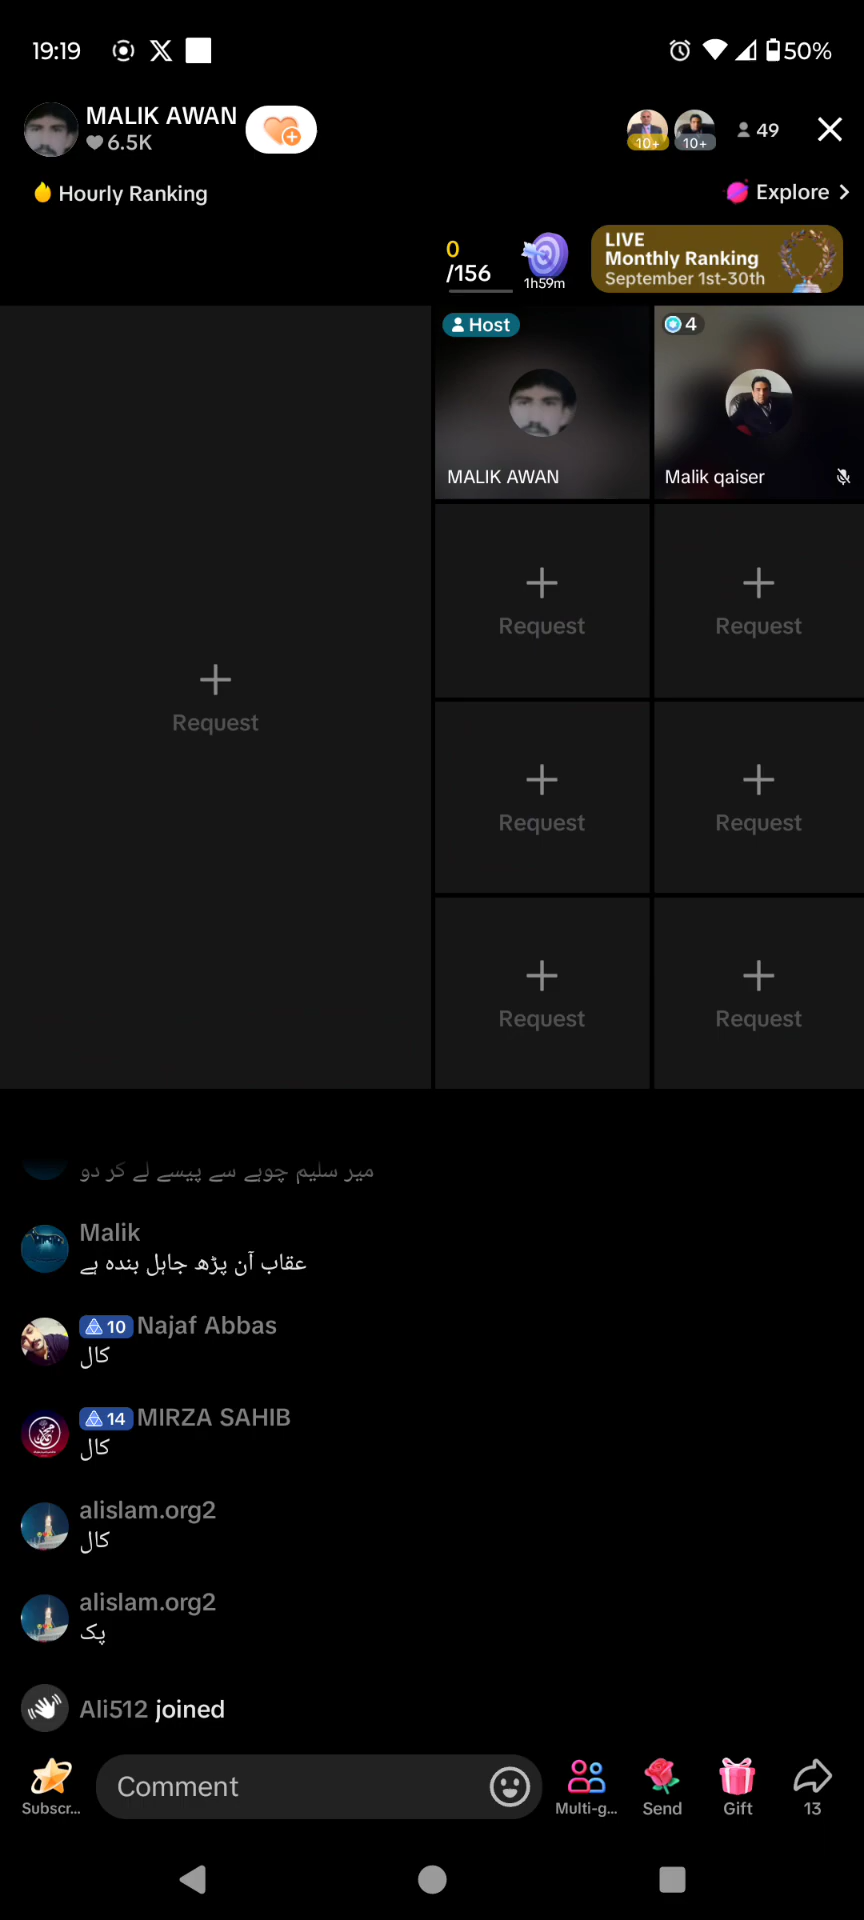 19:19
50%
MALIK AWAN
6.5K
10+
10+
49
Hourly Ranking
Explore
0
/156
1h59m
LIVE
Monthly Ranking
September 1st-30th
Host
MALIK AWAN
4
Malik qaiser
Request
Request
Request
Request
Request
Request
Request
میر سلیم چوہے سے پیسے لے کر دو
Malik
عقاب آن پڑھ جاہل بندہ ہے
10 Najaf Abbas
کال
14 MIRZA SAHIB
کال
alislam.org2
کال
alislam.org2
پک
Ali512 joined
Subscr...
Comment
Multi-g...
Send
Gift
13